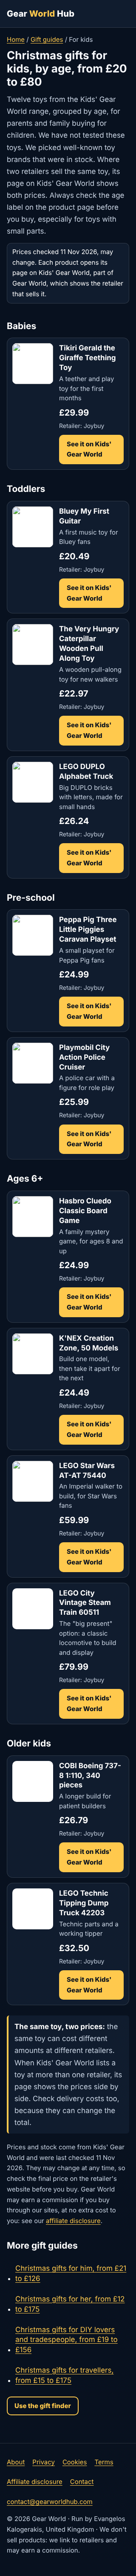 Gear World Hub
Home / Gift guides / For kids
Christmas gifts for
kids, by age, from £20
to £80
Twelve toys from the Kids' Gear
World range, grouped by age, for
parents and family buying for
children. We have not tested these
toys. We picked well-known toy
brands that were in stock. Where
two retailers sell the same toy, its
page on Kids' Gear World shows
both prices. Always check the age
label on the product page before
you buy, especially for toys with
small parts.
Prices checked 11 Nov 2026, may
change. Each product opens its
page on Kids' Gear World, part of
Gear World, which shows the retailer
that sells it.
Babies
Tikiri Gerald the
Giraffe Teething
Toy
A teether and play
toy for the first
months
£29.99
Retailer: Joybuy
See it on Kids'
Gear World
Toddlers
Bluey My First
Guitar
A first music toy for
Bluey fans
£20.49
Retailer: Joybuy
See it on Kids'
Gear World
The Very Hungry
Caterpillar
Wooden Pull
Along Toy
A wooden pull-along
toy for new walkers
£22.97
Retailer: Joybuy
See it on Kids'
Gear World
LEGO DUPLO
Alphabet Truck
Big DUPLO bricks
with letters, made for
small hands
£26.24
Retailer: Joybuy
See it on Kids'
Gear World
Pre-school
Peppa Pig Three
Little Piggies
Caravan Playset
A small playset for
Peppa Pig fans
£24.99
Retailer: Joybuy
See it on Kids'
Gear World
Playmobil City
Action Police
Cruiser
A police car with a
figure for role play
£25.99
Retailer: Joybuy
See it on Kids'
Gear World
Ages 6+
Hasbro Cluedo
Classic Board
Game
A family mystery
game, for ages 8 and
up
£24.99
Retailer: Joybuy
See it on Kids'
Gear World
K'NEX Creation
Zone, 50 Models
Build one model,
then take it apart for
the next
£24.49
Retailer: Joybuy
See it on Kids'
Gear World
LEGO Star Wars
AT-AT 75440
An Imperial walker to
build, for Star Wars
fans
£59.99
Retailer: Joybuy
See it on Kids'
Gear World
LEGO City
Vintage Steam
Train 60511
The "big present"
option: a classic
locomotive to build
and display
£79.99
Retailer: Joybuy
See it on Kids'
Gear World
Older kids
COBI Boeing 737-
8 1:110, 340
pieces
A longer build for
patient builders
£26.79
Retailer: Joybuy
See it on Kids'
Gear World
LEGO Technic
Tipping Dump
Truck 42203
Technic parts and a
working tipper
£32.50
Retailer: Joybuy
See it on Kids'
Gear World
The same toy, two prices: the
same toy can cost different
amounts at different retailers.
When Kids' Gear World lists a
toy at more than one retailer, its
page shows the prices side by
side. Check delivery costs too,
because they can change the
total.
Prices and stock come from Kids' Gear
World and were last checked 11 Nov
2026. They may change at any time, so
check the final price on the retailer's
website before you buy. Gear World
may earn a commission if you buy
through our sites, at no extra cost to
you: see our affiliate disclosure.
More gift guides
Christmas gifts for him, from £21
to £126
Christmas gifts for her, from £12
to £175
Christmas gifts for DIY lovers
and tradespeople, from £19 to
£156
Christmas gifts for travellers,
from £15 to £175
Use the gift finder
About Privacy Cookies Terms
Affiliate disclosure Contact
contact@gearworldhub.com
© 2026 Gear World · Run by Evangelos
Kalogerakis, United Kingdom · We don't
sell products: we link to retailers and
may earn a commission.